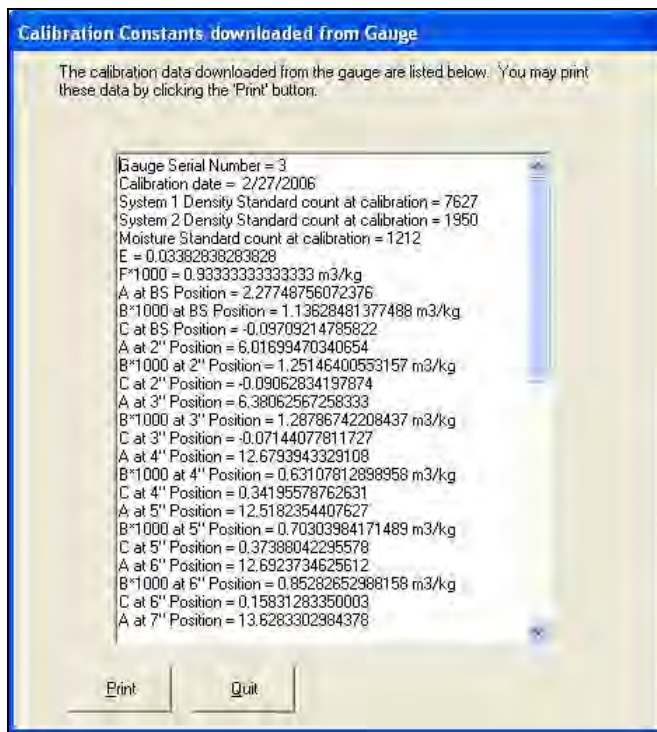 Calibration Constants downloaded from Gauge
The calibration data downloaded from the gauge are listed below. You may print
these data by clicking the 'Print' button.
Gauge Serial Number = 3
Calibration date = 2/27/2006
System 1 Density Standard count at calibration = 7627
System 2 Density Standard count at calibration = 1950
Moisture Standard count at calibration = 1212
E = 0.03382838283828
F*1000 = 0.93333333333333 m3/kg
A at BS Position = 2.27748756072376
B*1000 at BS Position = 1.13628481377488 m3/kg
C at BS Position = -0.09709214785822
A at 2'' Position = 6.01699470340654
B*1000 at 2'' Position = 1.25146400553157 m3/kg
C at 2'' Position = -0.09062834197874
A at 3'' Position = 6.38062567258333
B*1000 at 3'' Position = 1.28786742208437 m3/kg
C at 3'' Position = -0.07144077811727
A at 4'' Position = 12.6793943329108
B*1000 at 4'' Position = 0.63107812898958 m3/kg
C at 4'' Position = 0.34195578762631
A at 5'' Position = 12.5182354407627
B*1000 at 5'' Position = 0.70303984171489 m3/kg
C at 5'' Position = 0.37388042295578
A at 6'' Position = 12.6923734625612
B*1000 at 6'' Position = 0.85282652988158 m3/kg
C at 6'' Position = 0.15831283350003
A at 7'' Position = 13.6283302984378
Print
Quit